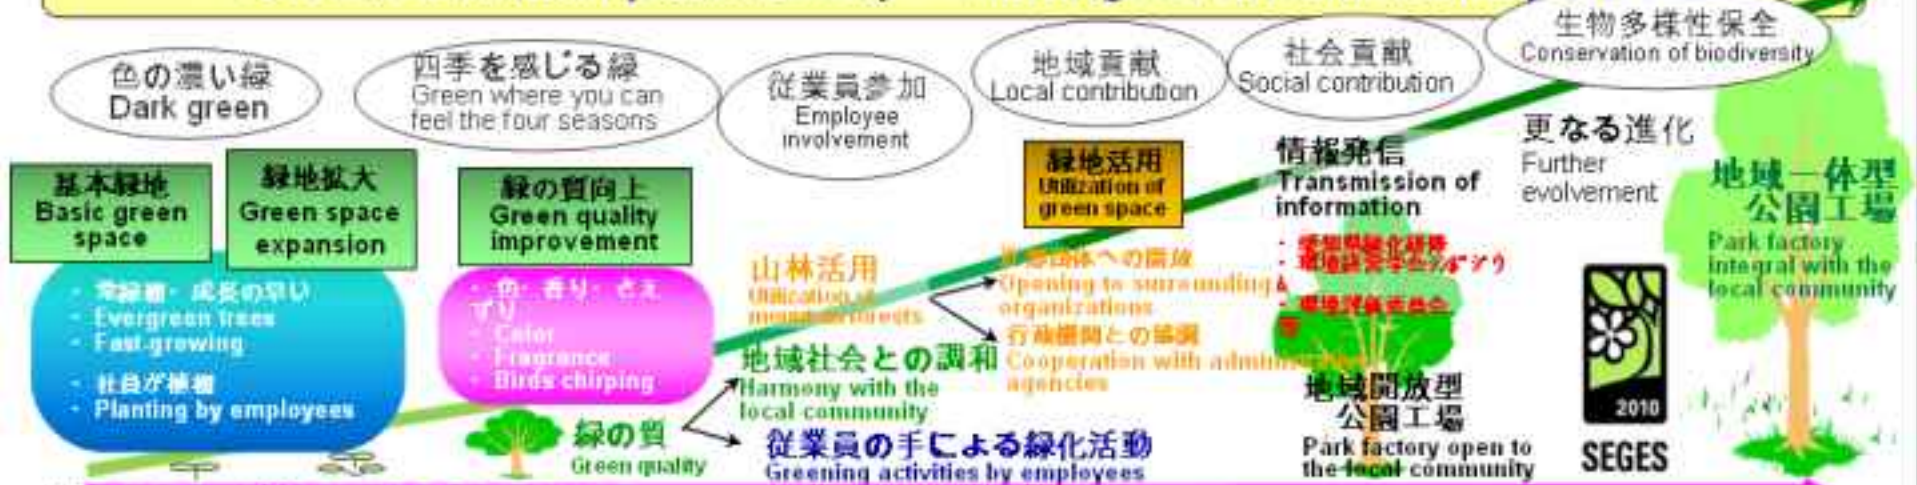 色の濃い緑
Dark green
四季を感じる緑
Green where you can
feel the four seasons
従業員参加
Employee
involvement
地域貢献
Local contribution
社会貢献
Social contribution
生物多様性保全
Conservation of biodiversity
基本緑地
Basic green
space
緑地拡大
Green space
expansion
緑の質向上
Green quality
improvement
緑地活用
Utilization of
green space
情報発信
Transmission of
information
更なる進化
Further
evolvement
地域一体型
公園工場
Park factory
integral with the
local community
・常緑樹・成長の早い
・Evergreen trees
・Fast-growing
・社員が植樹
・Planting by employees
・色・香り・さえ
ずり
・Color
・Fragrance
・Birds chirping
山林活用
Utilization of
mountain forests
地域社会との調和
Harmony with the
local community
緑の質
Green quality
従業員の手による緑化活動
Greening activities by employees
団体への開放
Opening to surrounding
organizations
行政機関との協調
Cooperation with
agencies
地域開放型
公園工場
Park factory open to
the local community
2010
SEGES